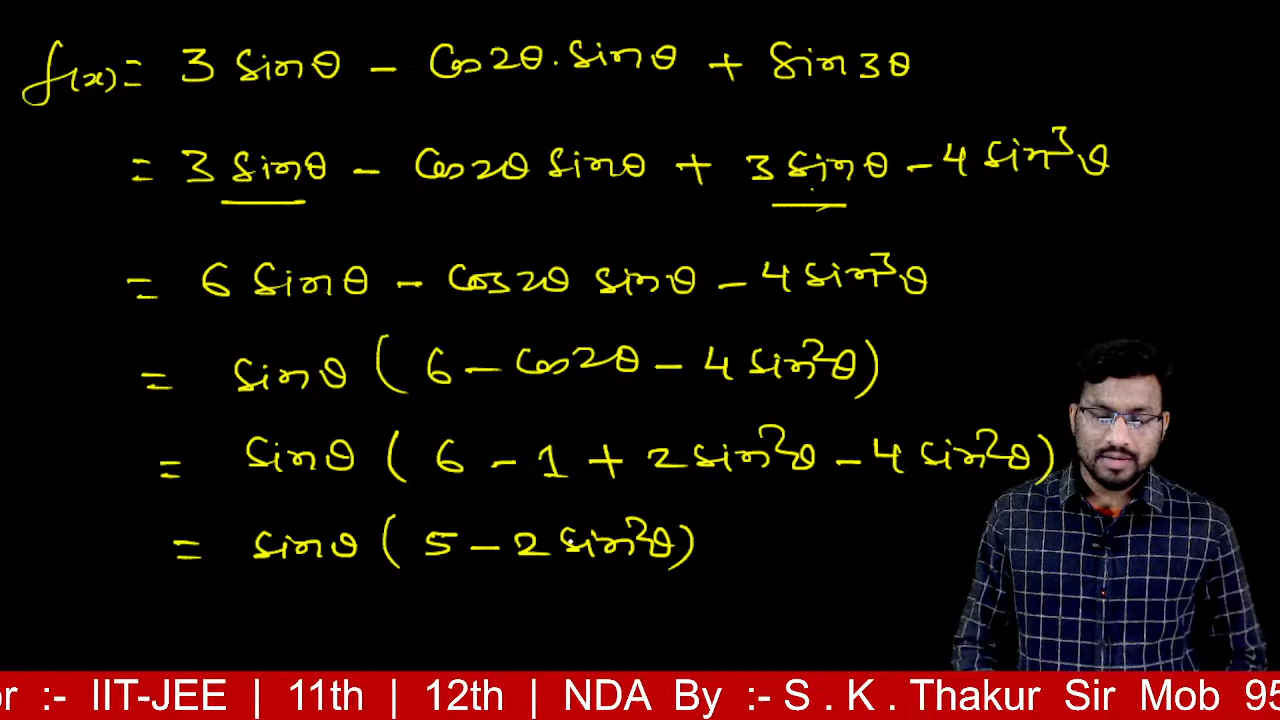 f(x) = 3 sinθ - cos2θ.sinθ + sin3θ
= 3 sinθ - cos2θ sinθ + 3 sinθ - 4 sin³θ
= 6 sinθ - cos2θ sinθ - 4 sin³θ
= sinθ ( 6 - cos2θ - 4 sin²θ)
= sinθ ( 6 - 1 + 2 sin²θ - 4 sin²θ)
= sinθ ( 5 - 2 sin²θ)
or :- IIT-JEE | 11th | 12th | NDA By :- S . K . Thakur Sir Mob 95